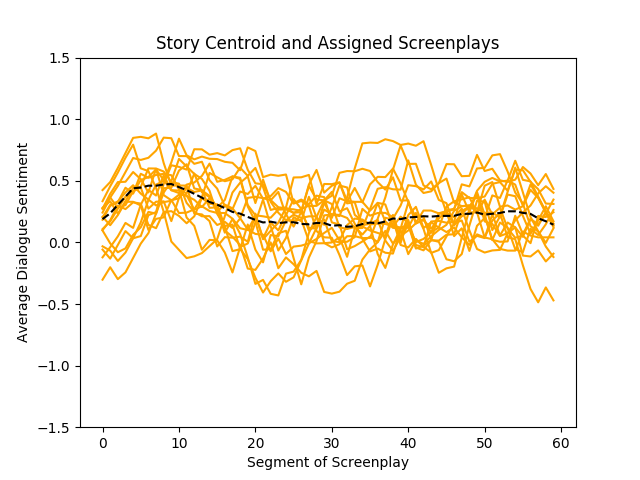 Story Centroid and Assigned Screenplays
Average Dialogue Sentiment
1.5
1.0
0.5
0.0
−0.5
−1.0
−1.5
0 10 20 30 40 50 60
Segment of Screenplay